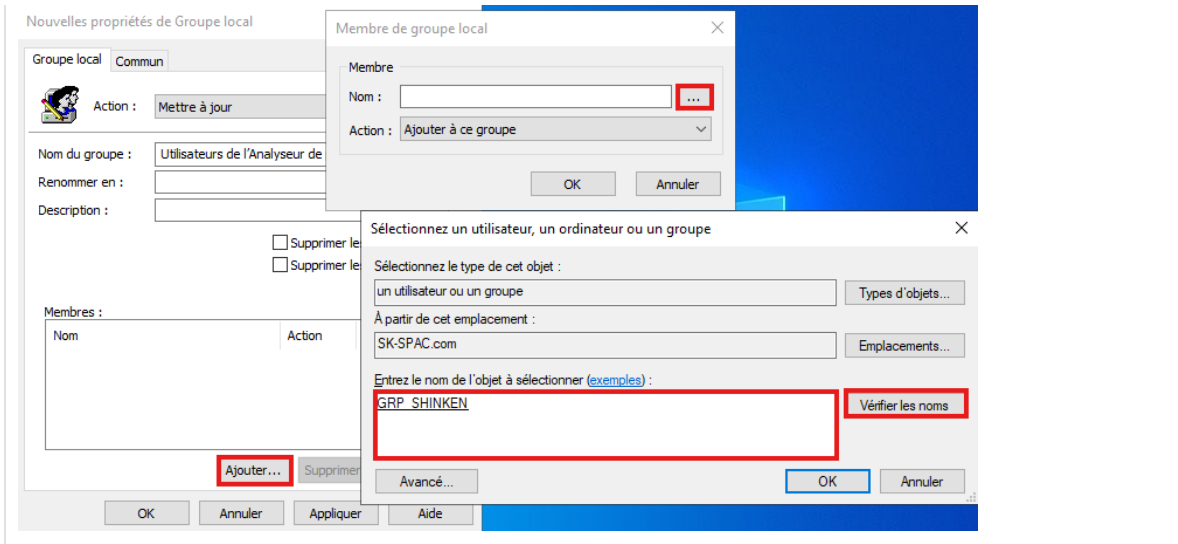 Nouvelles propriétés de Groupe local
Groupe local
Commun
Action :
Mettre à jour
Nom du groupe :
Utilisateurs de l'Analyseur de
Renommer en :
Description :
Supprimer le
Supprimer le
Membres :
Nom
Action
Ajouter...
Supprimer
OK
Annuler
Appliquer
Aide
Membre de groupe local
Membre
Nom :
...
Action :
Ajouter à ce groupe
OK
Annuler
Sélectionnez un utilisateur, un ordinateur ou un groupe
Sélectionnez le type de cet objet :
un utilisateur ou un groupe
Types d'objets...
À partir de cet emplacement :
SK-SPAC.com
Emplacements...
Entrez le nom de l'objet à sélectionner (exemples) :
GRP_SHINKEN
Vérifier les noms
Avancé...
OK
Annuler